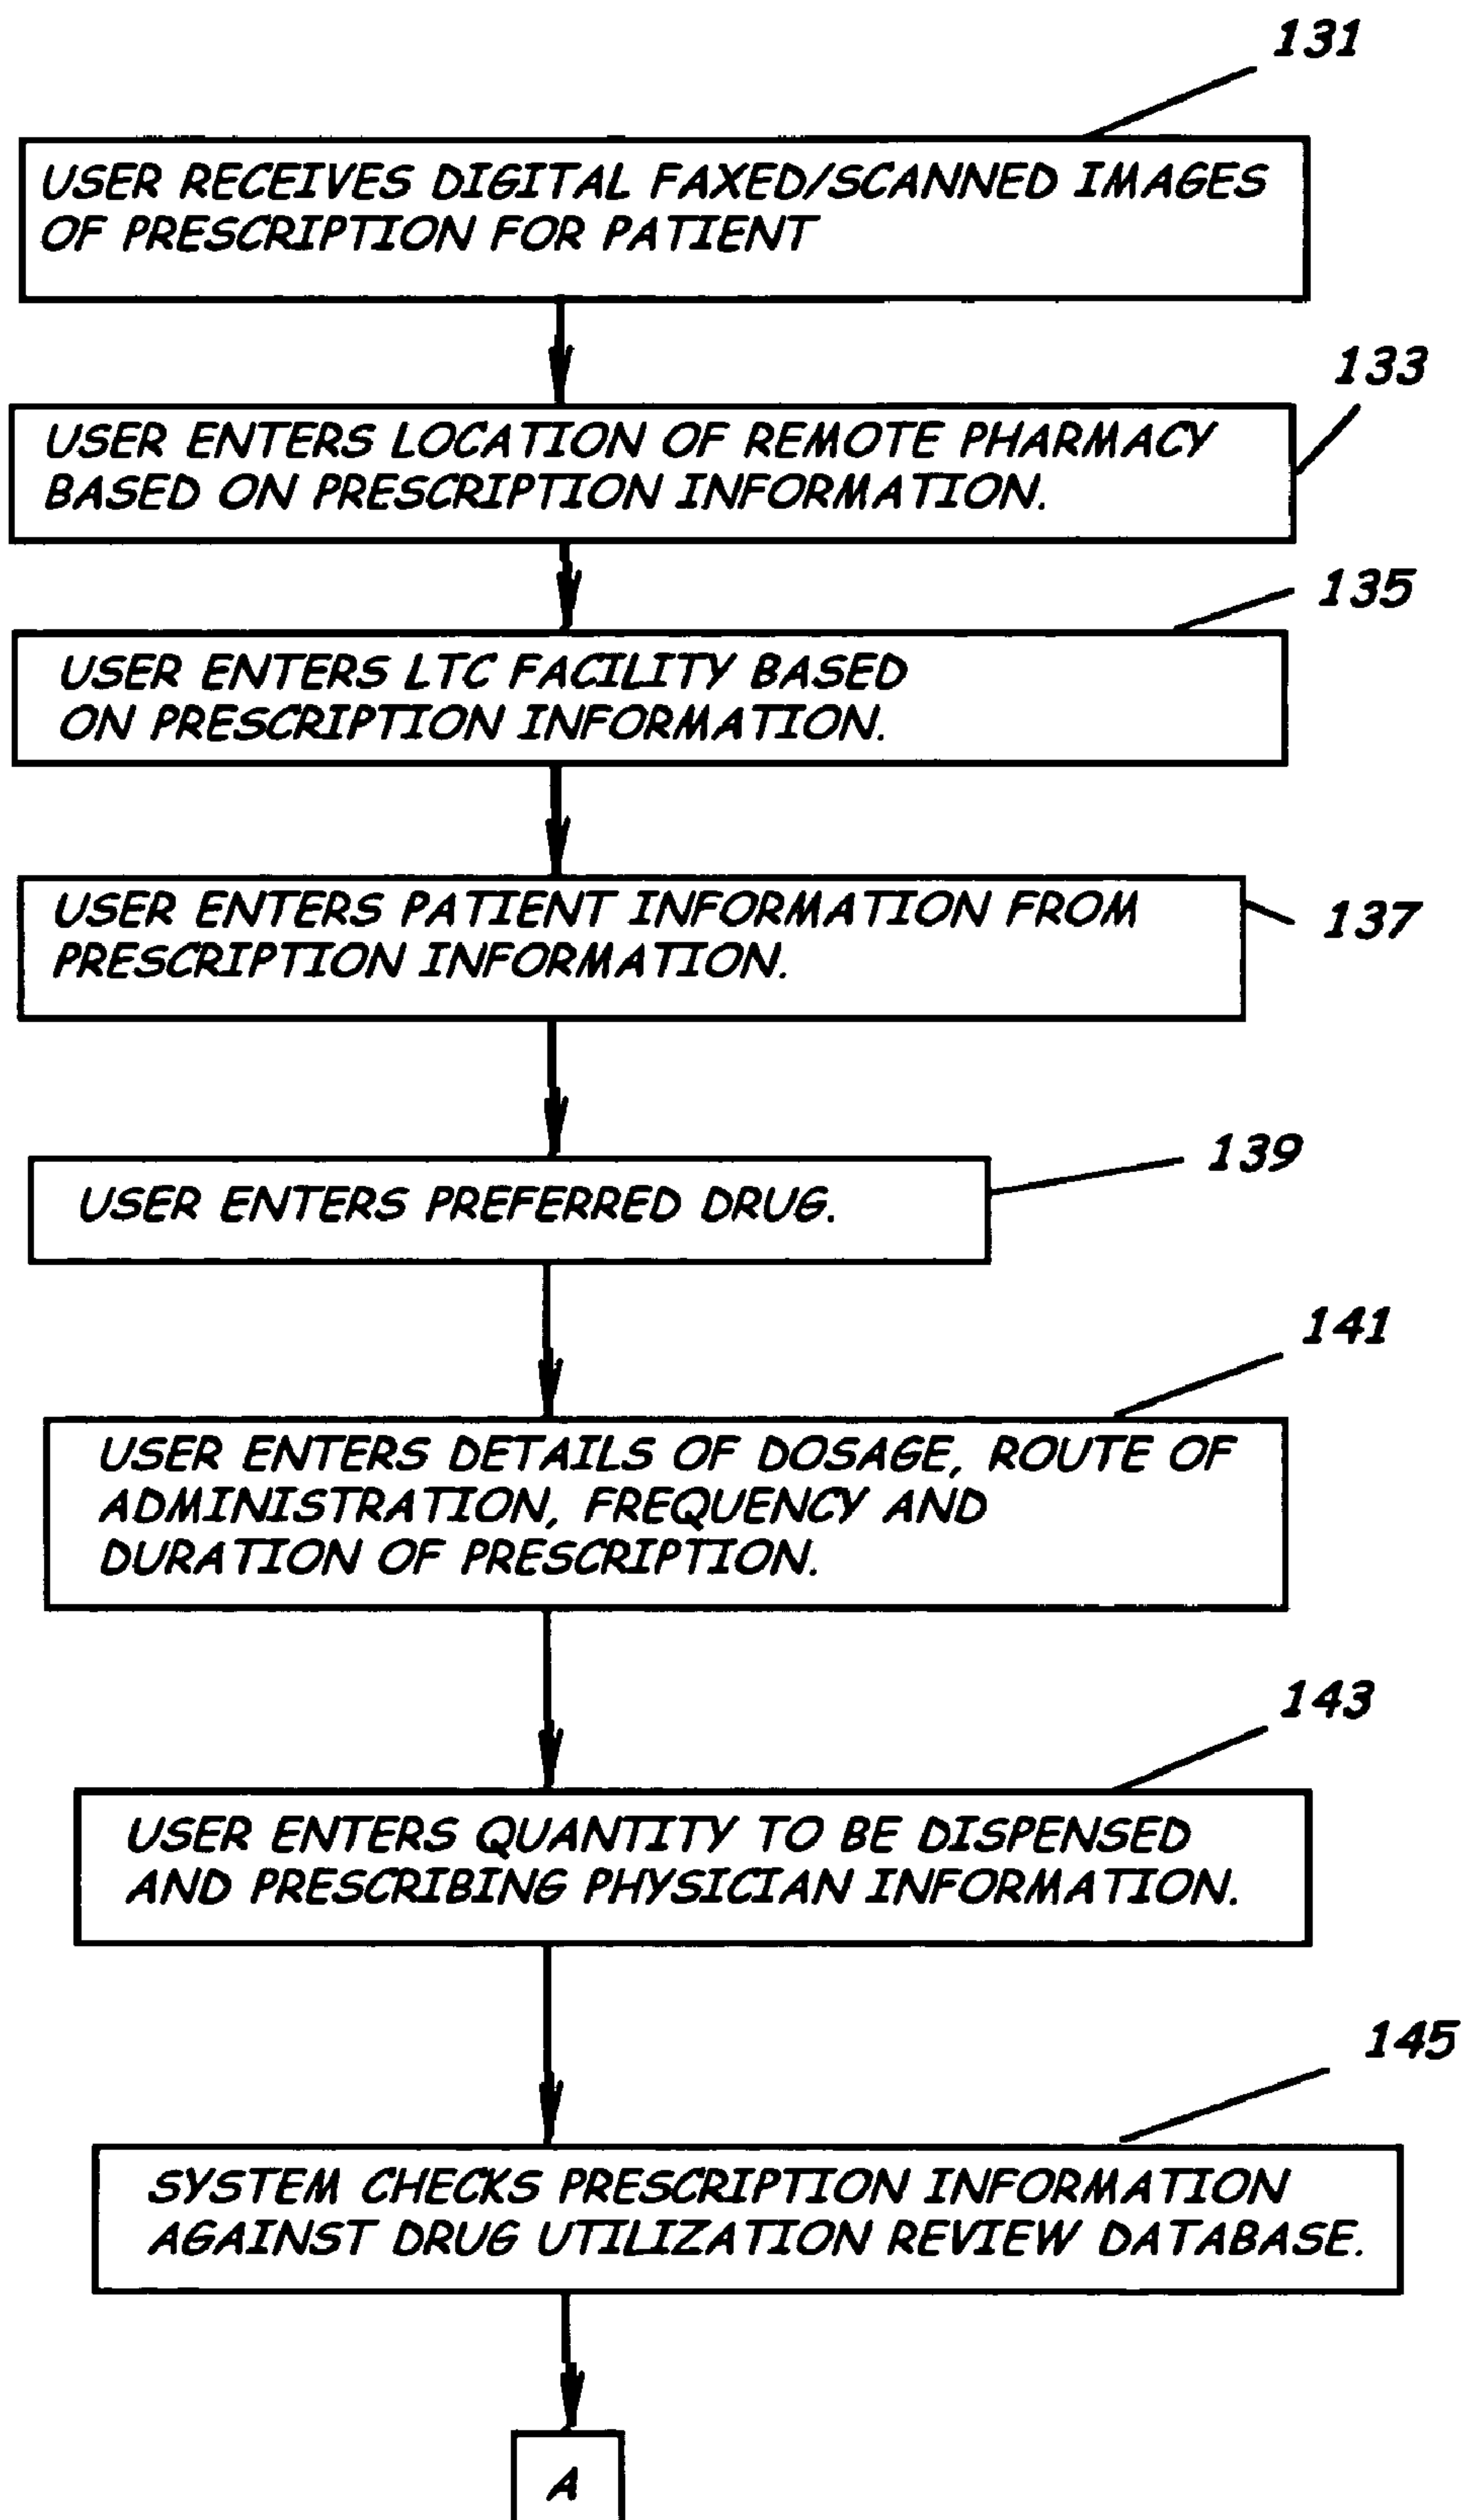 131
USER RECEIVES DIGITAL FAXED/SCANNED IMAGES
OF PRESCRIPTION FOR PATIENT
133
USER ENTERS LOCATION OF REMOTE PHARMACY
BASED ON PRESCRIPTION INFORMATION.
135
USER ENTERS LTC FACILITY BASED
ON PRESCRIPTION INFORMATION.
137
USER ENTERS PATIENT INFORMATION FROM
PRESCRIPTION INFORMATION.
139
USER ENTERS PREFERRED DRUG.
141
USER ENTERS DETAILS OF DOSAGE, ROUTE OF
ADMINISTRATION, FREQUENCY AND
DURATION OF PRESCRIPTION.
143
USER ENTERS QUANTITY TO BE DISPENSED
AND PRESCRIBING PHYSICIAN INFORMATION.
145
SYSTEM CHECKS PRESCRIPTION INFORMATION
AGAINST DRUG UTILIZATION REVIEW DATABASE.
A